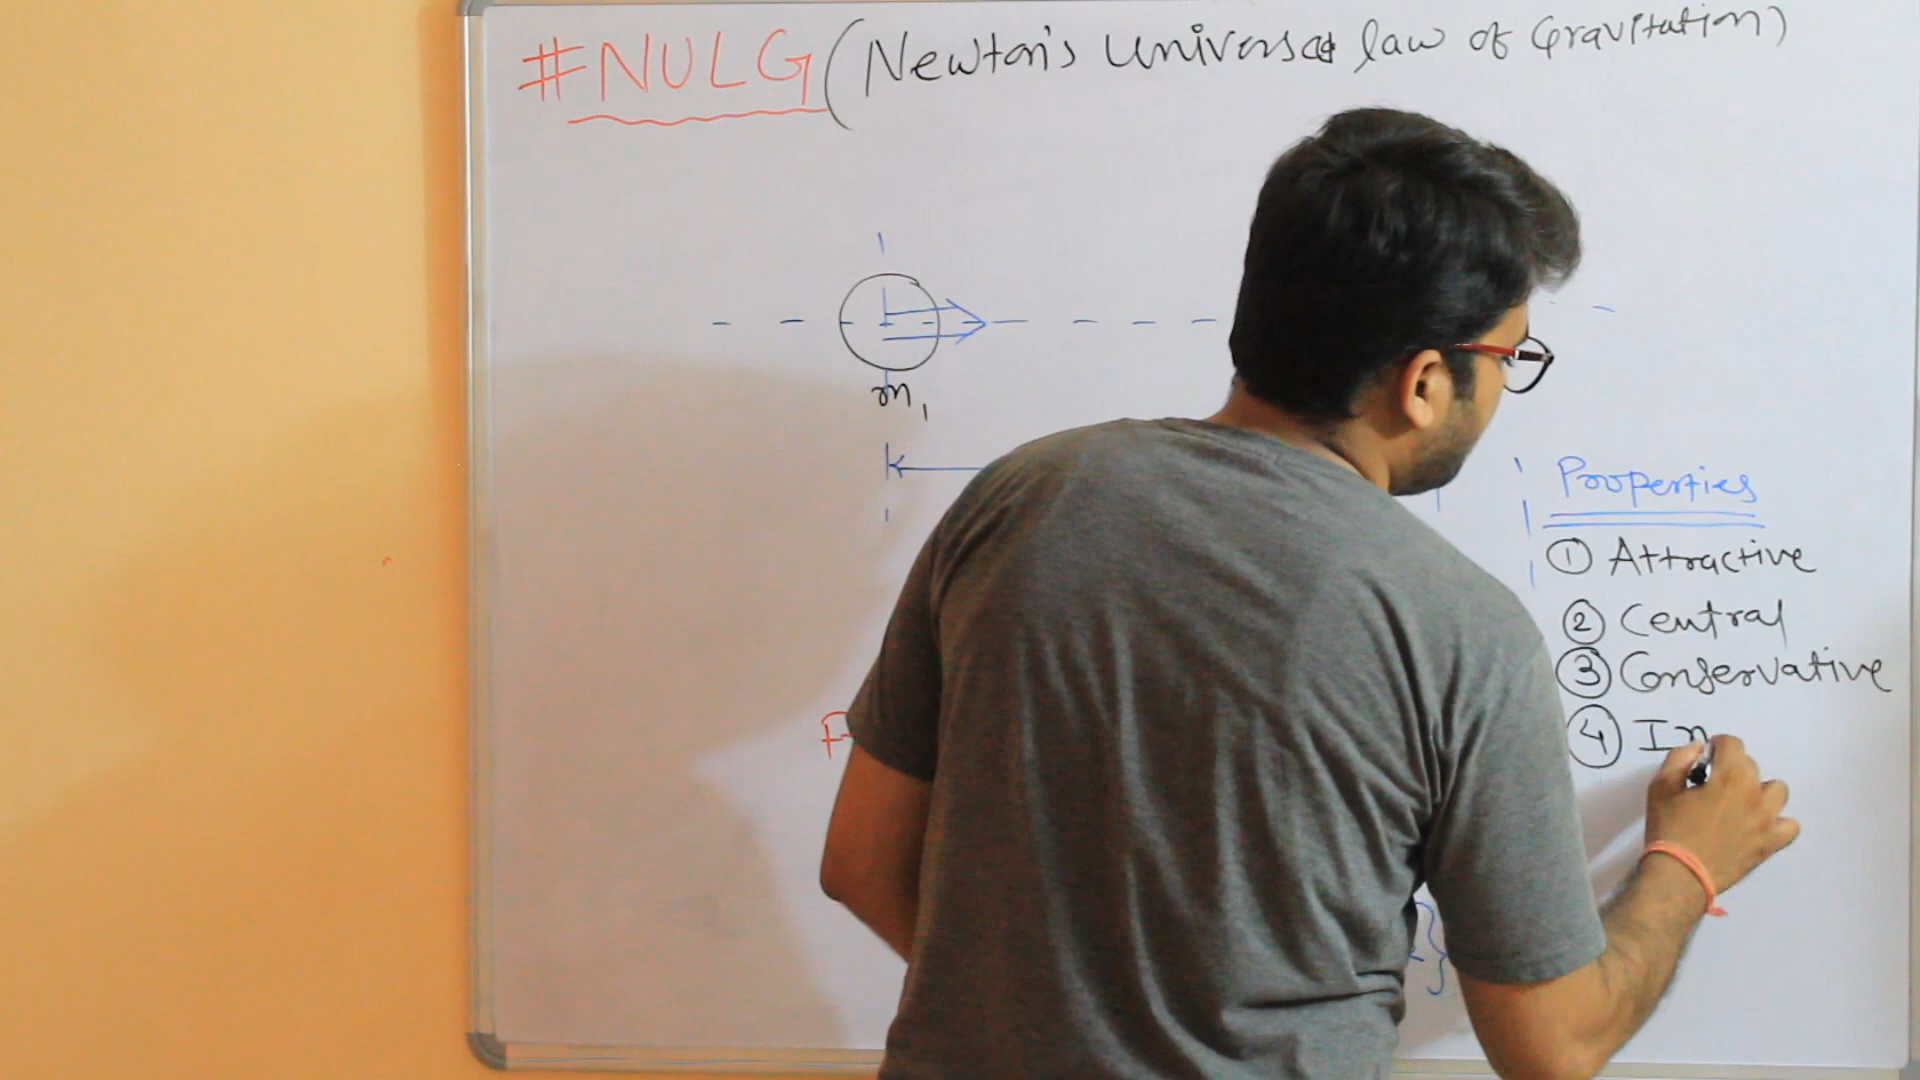 #NULG (Newton's Universal law of Gravitation)
m1
Properties
① Attractive
② Central
③ Conservative
④ In
F